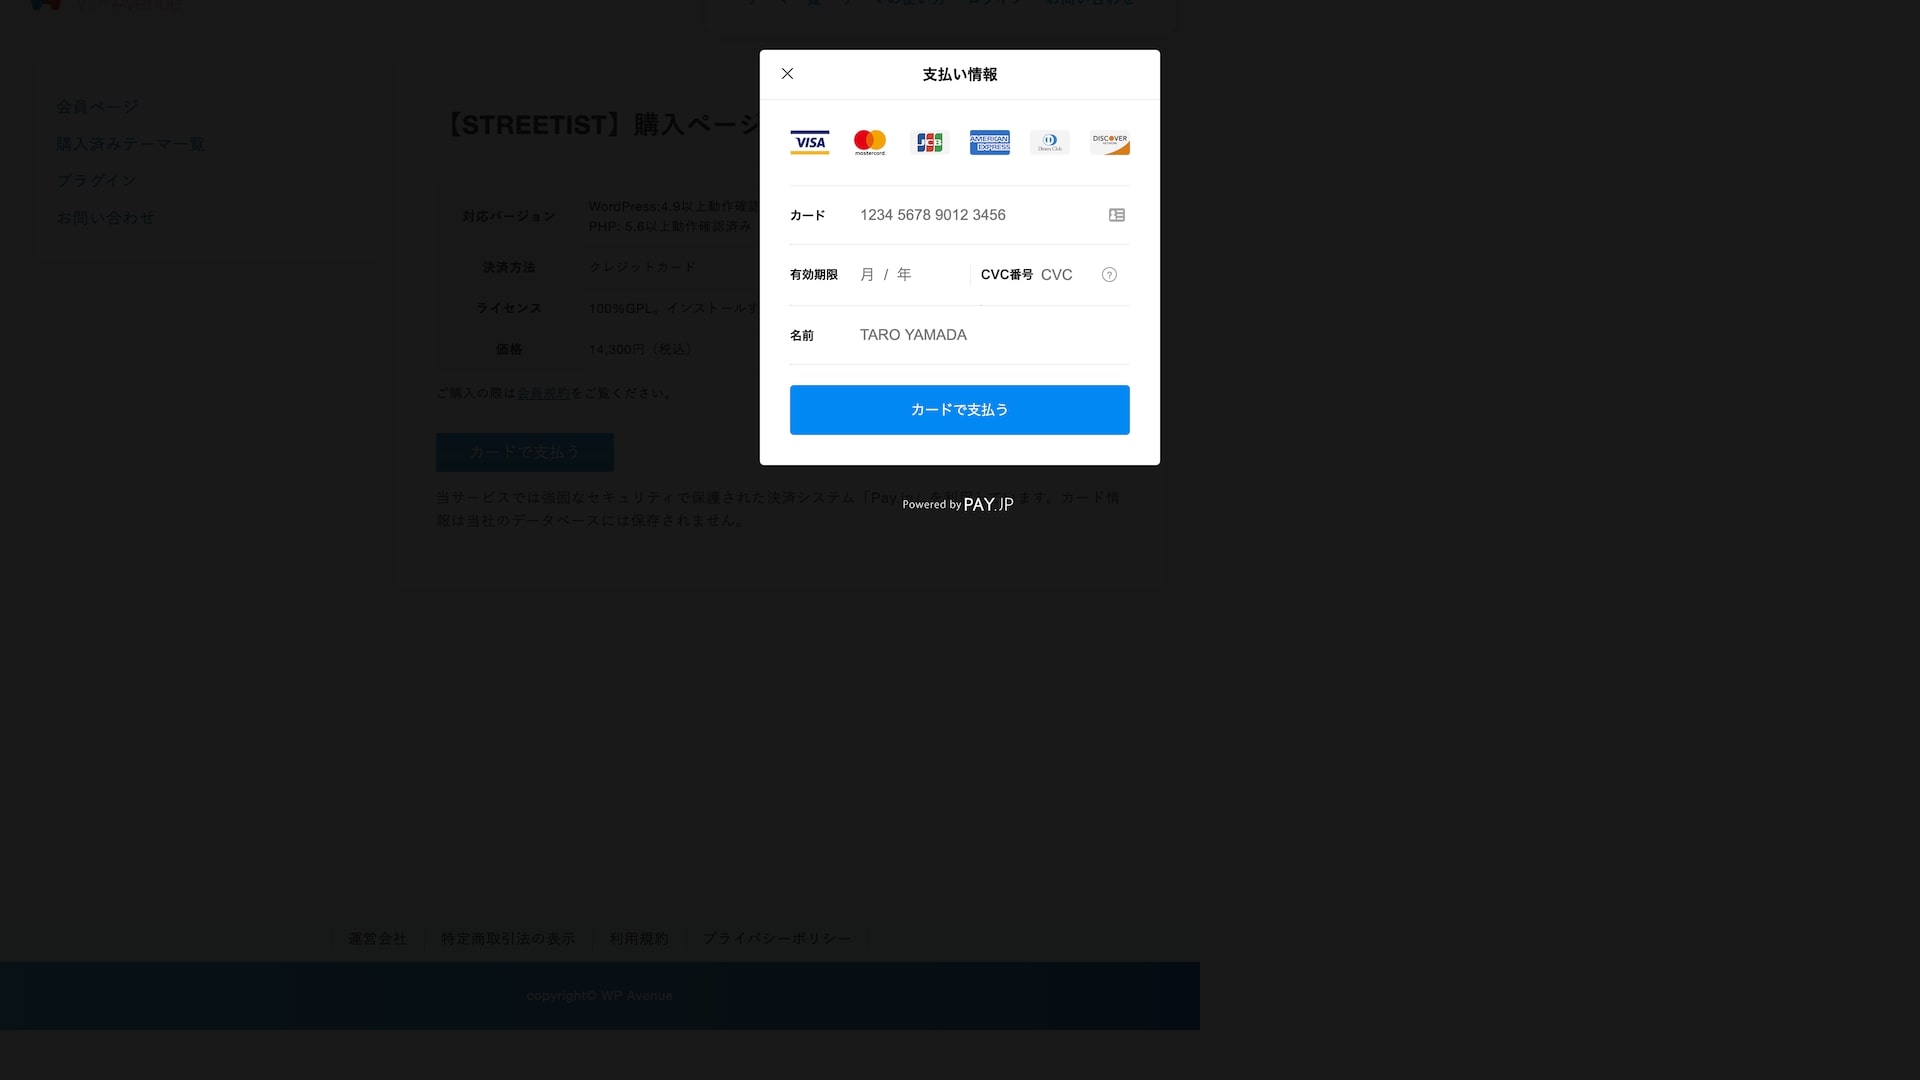 WP Avenue
会員ページ
購入済みテーマ一覧
プラグイン
お問い合わせ
【STREETIST】購入ページ
対応バージョン
WordPress:4.9以上動作確認
PHP: 5.6以上動作確認済み
決済方法
クレジットカード
ライセンス
100%GPL。インストールす
価格
14,300円（税込）
ご購入の際は会員規約をご覧ください。
カードで支払う
当サービスでは強固なセキュリティで保護された決済システム「Pay.jp」を利用しています。カード情
報は当社のデータベースには保存されません。
支払い情報
VISA
mastercard
JCB
AMERICAN EXPRESS
Diners Club
DISCOVER
カード 1234 5678 9012 3456
有効期限 月 / 年 CVC番号 CVC ?
名前 TARO YAMADA
カードで支払う
Powered by PAY.JP
運営会社 特定商取引法の表示 利用規約 プライバシーポリシー
copyright© WP Avenue